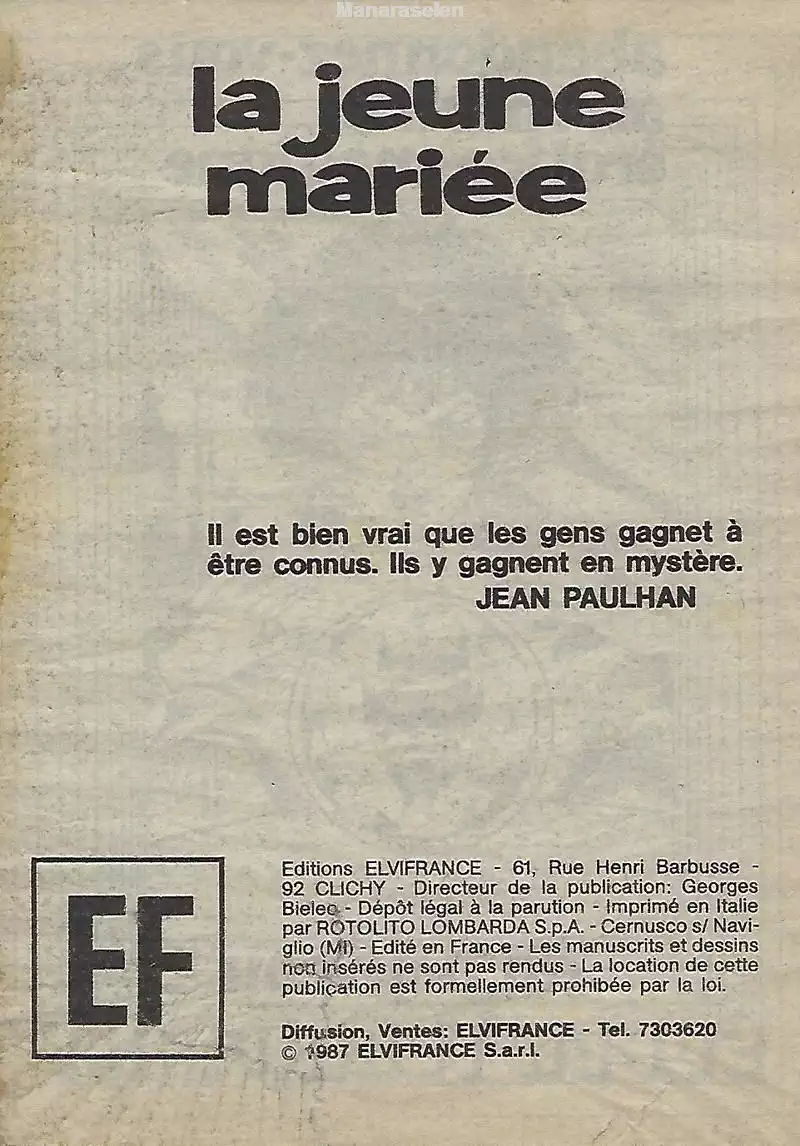 Manaraselen
la jeune
mariée
Il est bien vrai que les gens gagnet à
être connus. Ils y gagnent en mystère.
JEAN PAULHAN
EF
Editions ELVIFRANCE - 61, Rue Henri Barbusse -
92 CLICHY - Directeur de la publication: Georges
Bielec - Dépôt légal à la parution - Imprimé en Italie
par ROTOLITO LOMBARDA S.p.A. - Cernusco s/ Navi-
glio (MI) - Edité en France - Les manuscrits et dessins
non insérés ne sont pas rendus - La location de cette
publication est formellement prohibée par la loi.
Diffusion, Ventes: ELVIFRANCE - Tel. 7303620
© 1987 ELVIFRANCE S.a.r.l.